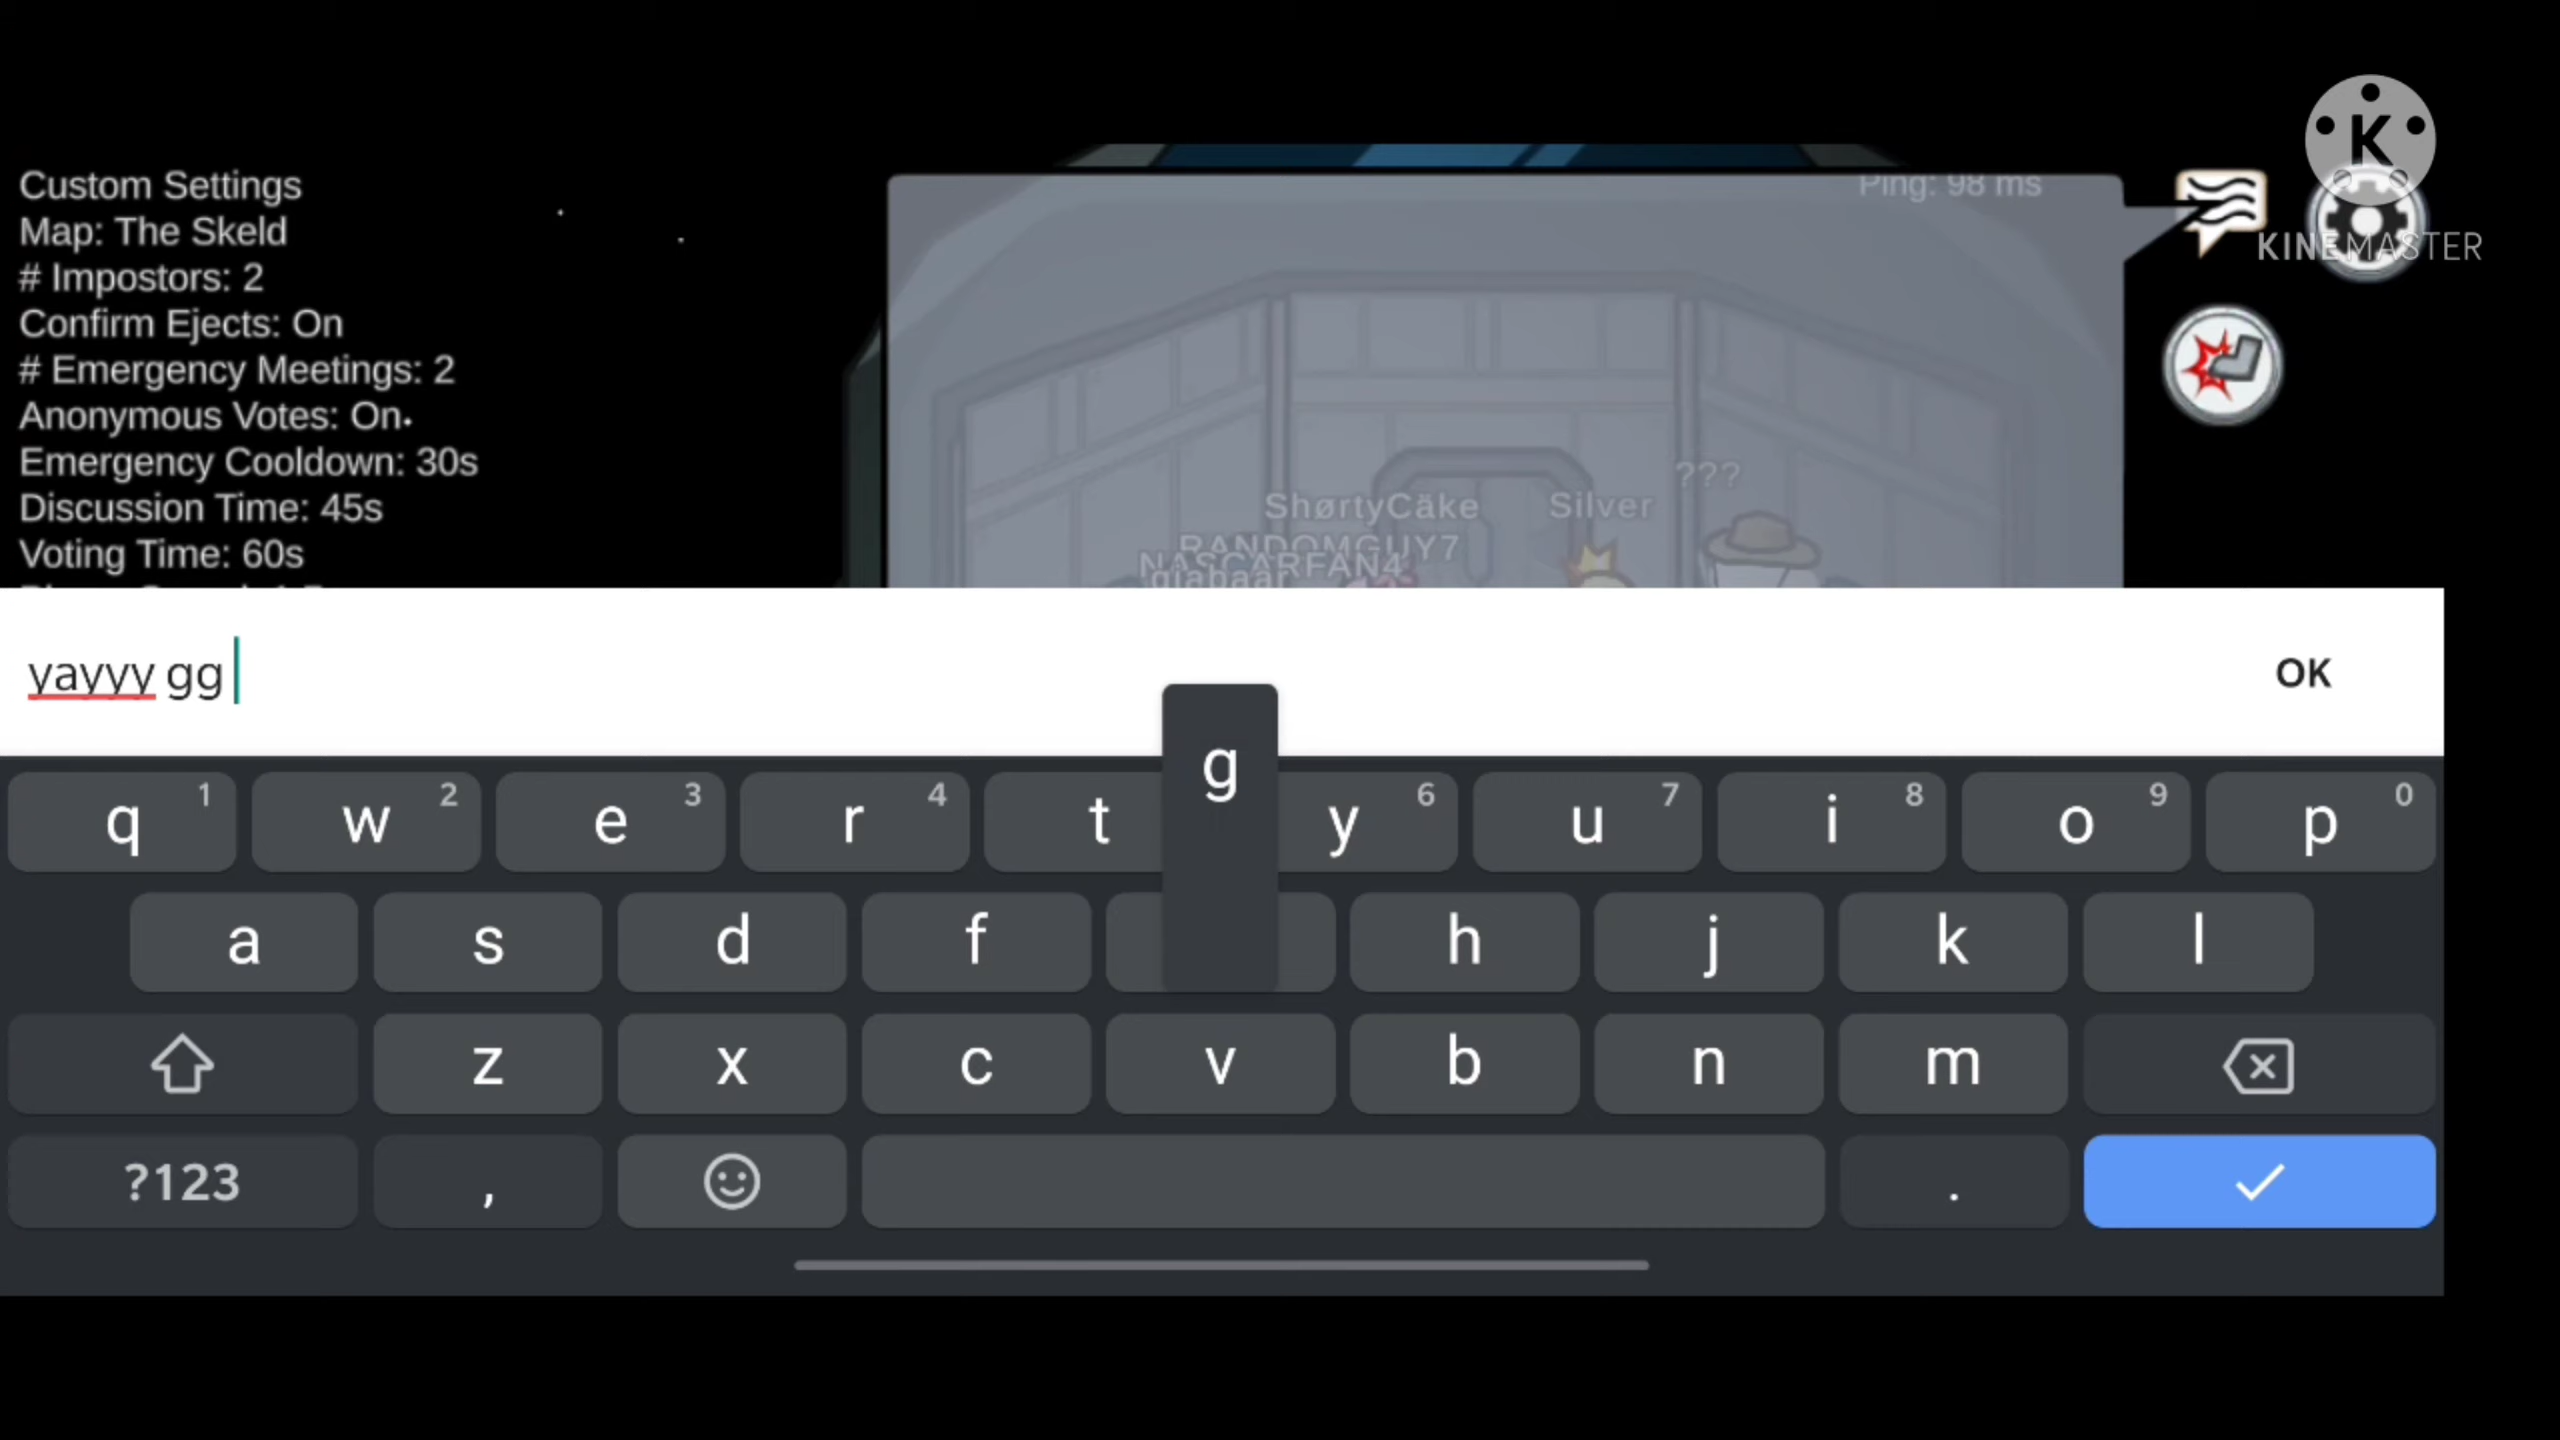 Custom Settings
Map: The Skeld
# Impostors: 2
Confirm Ejects: On
# Emergency Meetings: 2
Anonymous Votes: On
Emergency Cooldown: 30s
Discussion Time: 45s
Voting Time: 60s
Ping: 98 ms
K
KINEMASTER
???
ShørtyCäke
Silver
RANDOMGUY7
NASCARFAN4
yayyy gg
OK
g
q 1 w 2 e 3 r 4 t y 6 u 7 i 8 o 9 p 0
a s d f h j k l
z x c v b n m
?123 , .